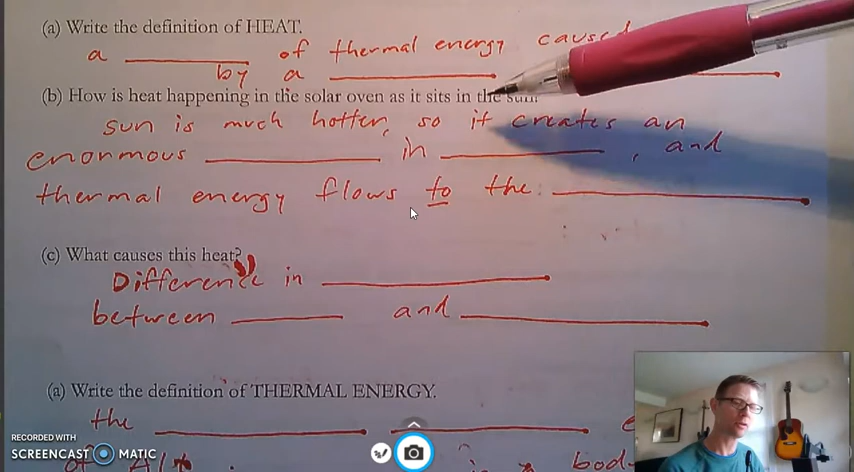 (a) Write the definition of HEAT.
a of thermal energy caused
by a
(b) How is heat happening in the solar oven as it sits in the sun?
sun is much hotter, so it creates an
enormous in , and
thermal energy flows to the
(c) What causes this heat?
Difference in
between and
(a) Write the definition of THERMAL ENERGY.
the
RECORDED WITH
SCREENCAST MATIC
of